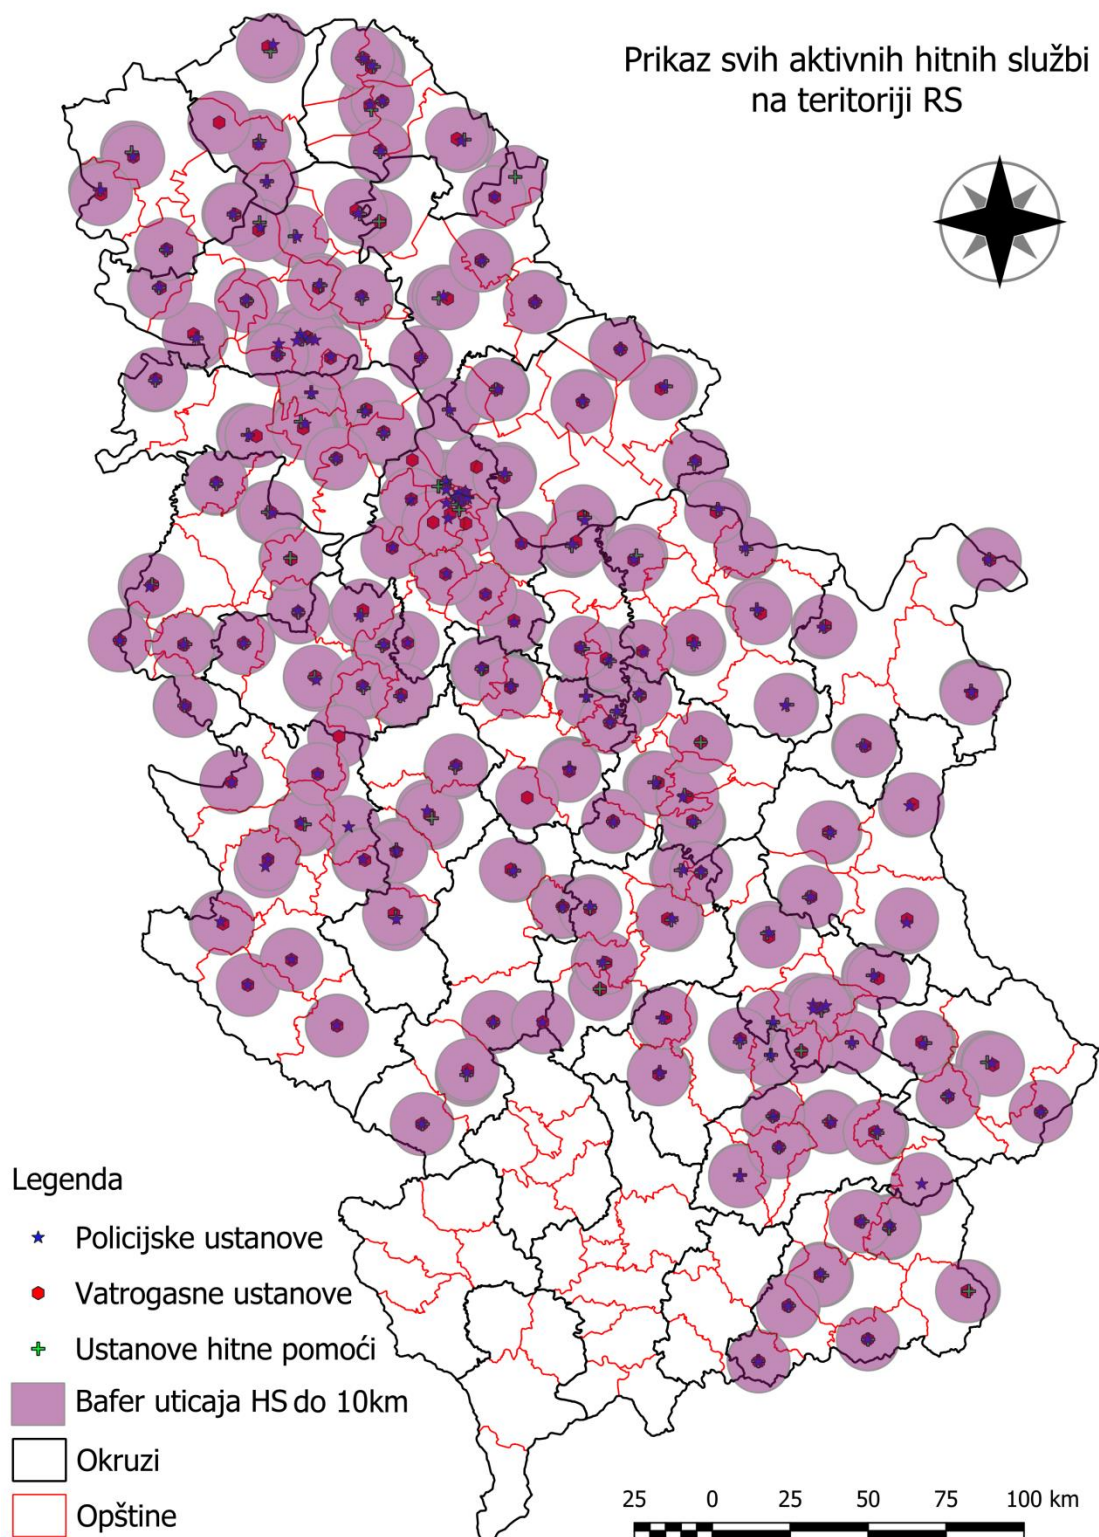 Prikaz svih aktivnih hitnih službi
na teritoriji RS
Legenda
Policijske ustanove
Vatrogasne ustanove
Ustanove hitne pomoći
Bafer uticaja HS do 10km
Okruzi
Opštine
25 0 25 50 75 100 km